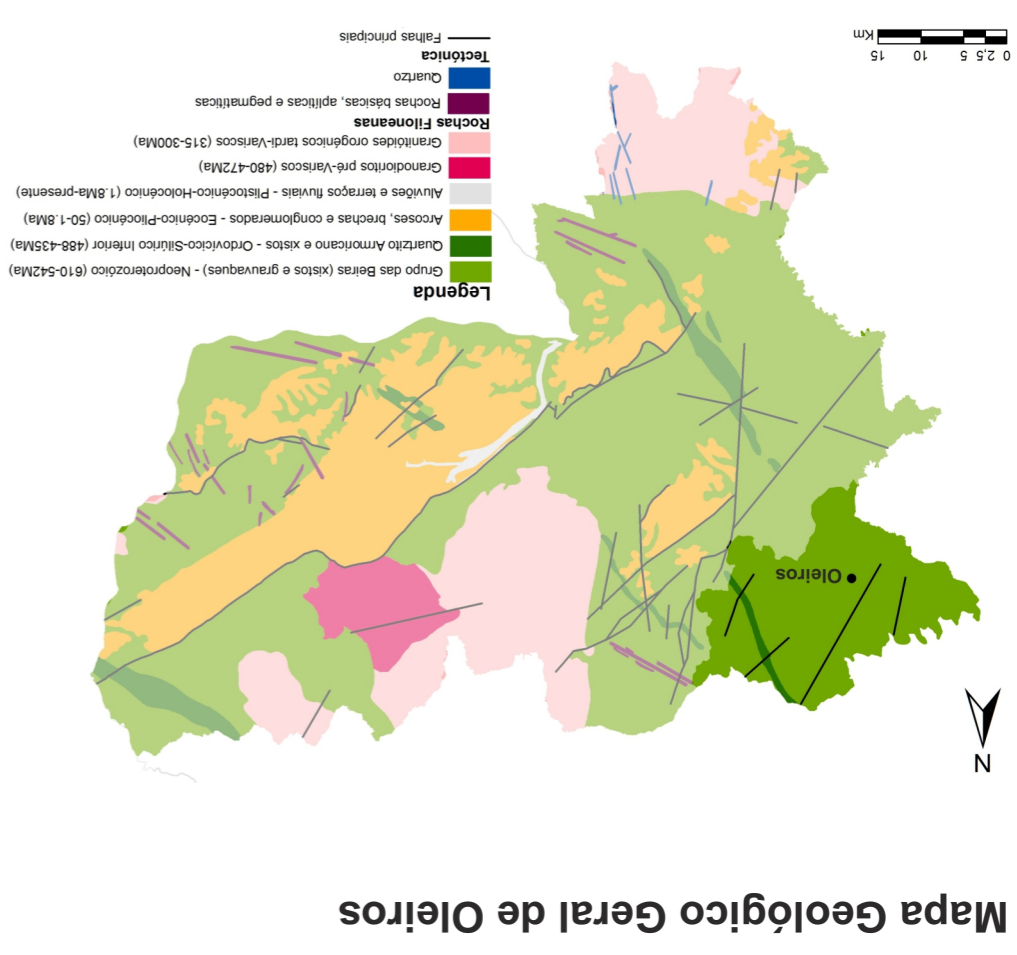 Mapa Geológico Geral de Oleiros
N
Oleiros
Legenda
Grupo das Beiras (xistos e grauvaques) - Neoproterozóico (610-542Ma)
Quartzito Armoricano e xistos - Ordovícico-Silúrico Inferior (488-435Ma)
Arcoses, brechas e conglomerados - Eocénico-Pliocénico (50-1.8Ma)
Aluviões e terraços fluviais - Plistocénico-Holocénico (1.8Ma-presente)
Granodioritos pré-Variscos (480-472Ma)
Granitóitides orogénicos tardi-Variscos (315-300Ma)
Rochas Filoneanas
Rochas básicas, aplíticas e pegmatíticas
Quartzo
Tectónica
Falhas principais
0 2,5 5 10 15
Km